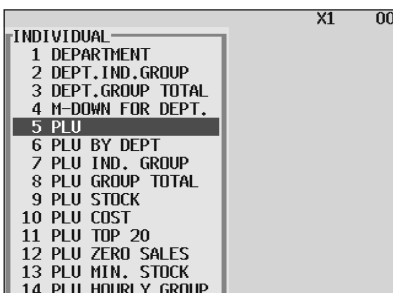 X1 00
INDIVIDUAL
1 DEPARTMENT
2 DEPT.IND.GROUP
3 DEPT.GROUP TOTAL
4 M-DOWN FOR DEPT.
5 PLU
6 PLU BY DEPT
7 PLU IND. GROUP
8 PLU GROUP TOTAL
9 PLU STOCK
10 PLU COST
11 PLU TOP 20
12 PLU ZERO SALES
13 PLU MIN. STOCK
14 PLU HOURLY GROUP